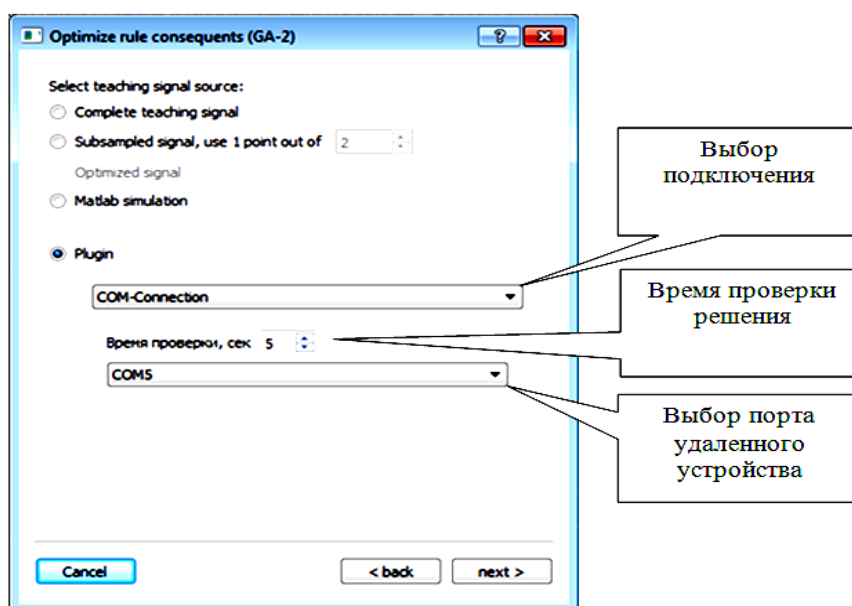 Optimize rule consequents (GA-2)
Select teaching signal source:
Complete teaching signal
Subsampled signal, use 1 point out of 2
Optimized signal
Matlab simulation
Plugin
COM-Connection
Время проверки, сек 5
COM5
Cancel
< back
next >
Выбор
подключения
Время проверки
решения
Выбор порта
удаленного
устройства